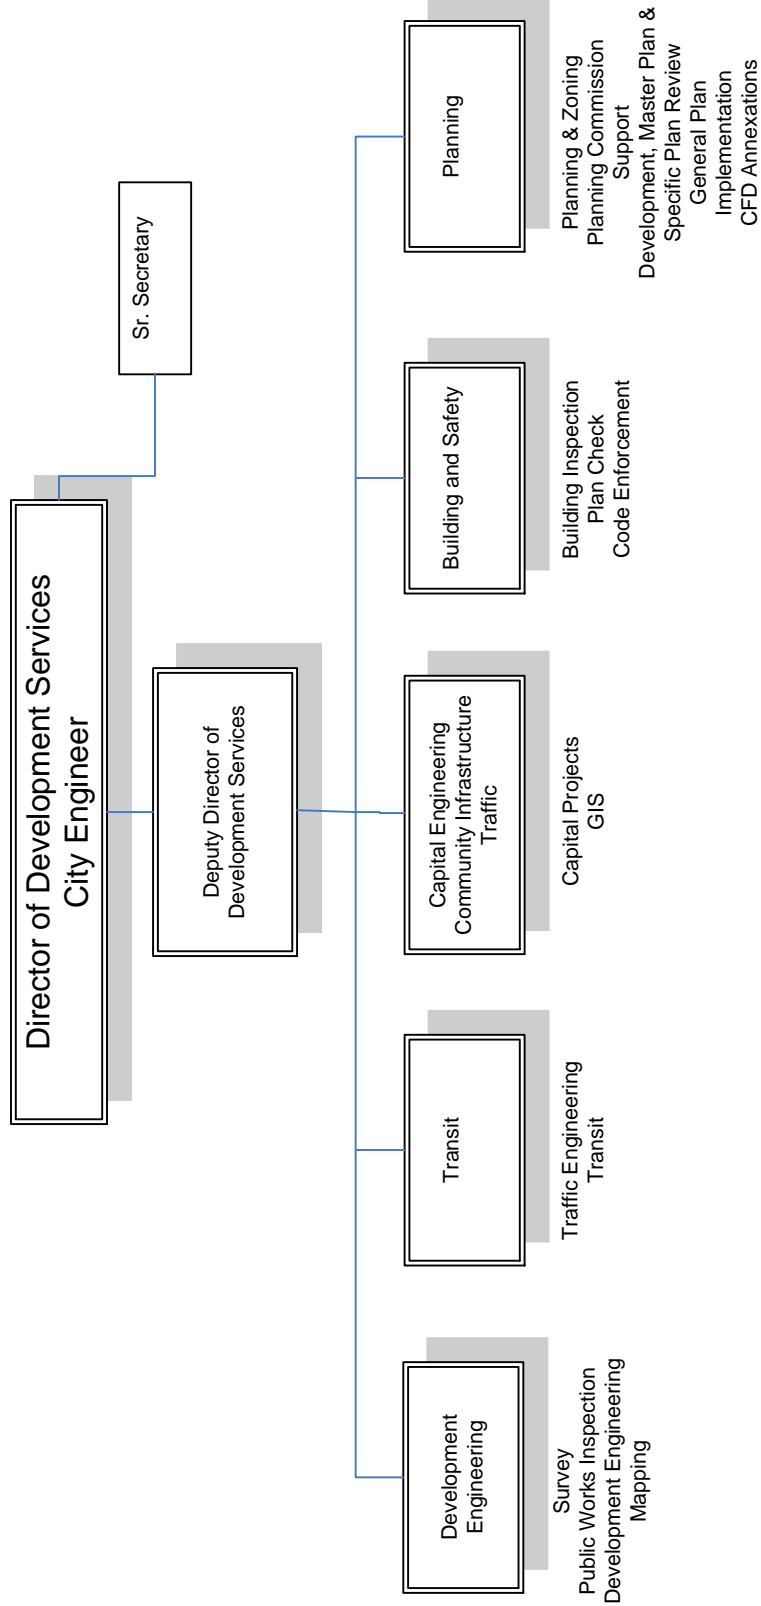 Director of Development Services
City Engineer
Sr. Secretary
Deputy Director of
Development Services
Development
Engineering
Survey
Public Works Inspection
Development Engineering
Mapping
Transit
Traffic Engineering
Transit
Capital Engineering
Community Infrastructure
Traffic
Capital Projects
GIS
Building and Safety
Building Inspection
Plan Check
Code Enforcement
Planning
Planning & Zoning
Planning Commission
Support
Development, Master Plan &
Specific Plan Review
General Plan
Implementation
CFD Annexations